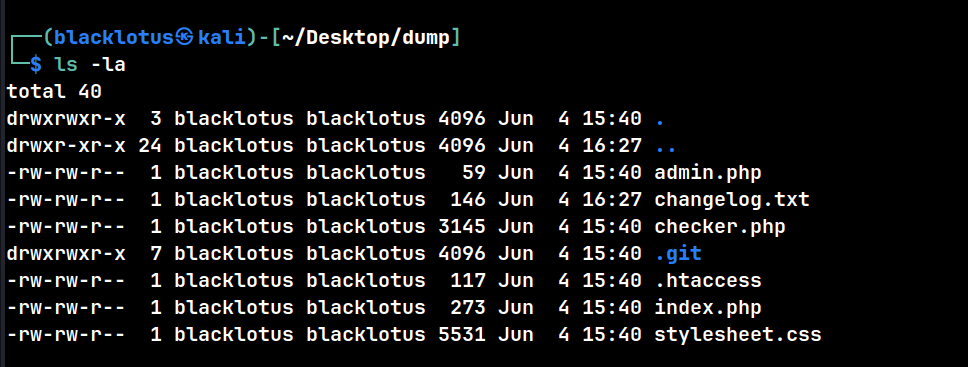 ┌──(blacklotus㉿kali)-[~/Desktop/dump]
└─$ ls -la
total 40
drwxrwxr-x  3 blacklotus blacklotus 4096 Jun  4 15:40 .
drwxr-xr-x 24 blacklotus blacklotus 4096 Jun  4 16:27 ..
-rw-rw-r--  1 blacklotus blacklotus   59 Jun  4 15:40 admin.php
-rw-rw-r--  1 blacklotus blacklotus  146 Jun  4 16:27 changelog.txt
-rw-rw-r--  1 blacklotus blacklotus 3145 Jun  4 15:40 checker.php
drwxrwxr-x  7 blacklotus blacklotus 4096 Jun  4 15:40 .git
-rw-rw-r--  1 blacklotus blacklotus  117 Jun  4 15:40 .htaccess
-rw-rw-r--  1 blacklotus blacklotus  273 Jun  4 15:40 index.php
-rw-rw-r--  1 blacklotus blacklotus 5531 Jun  4 15:40 stylesheet.css